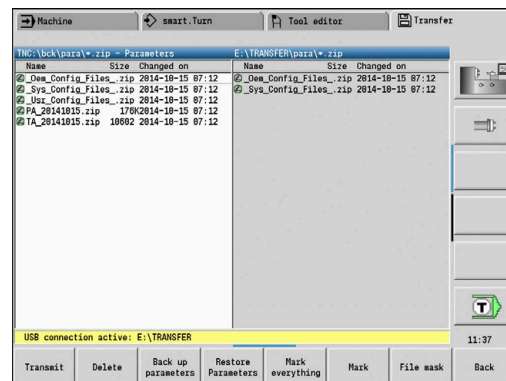 Machine
smart.Turn
Tool editor
Transfer
TNC:\bck\para\*.zip - Parameters
Name Size Changed on
_Oem_Config_Files_.zip 2014-10-15 07:12
_Sys_Config_Files_.zip 2014-10-15 07:12
_Usr_Config_Files_.zip 2014-10-15 07:12
PA_20141015.zip 176K2014-10-15 07:12
TA_20141015.zip 10602 2014-10-15 07:12
E:\TRANSFER\para\*.zip
Name Size Changed on
_Oem_Config_Files_.zip 2014-10-15 07:12
_Sys_Config_Files_.zip 2014-10-15 07:12
T
USB connection active: E:\TRANSFER
11:37
Transmit
Delete
Back up
parameters
Restore
Parameters
Mark
everything
Mark
File mask
Back